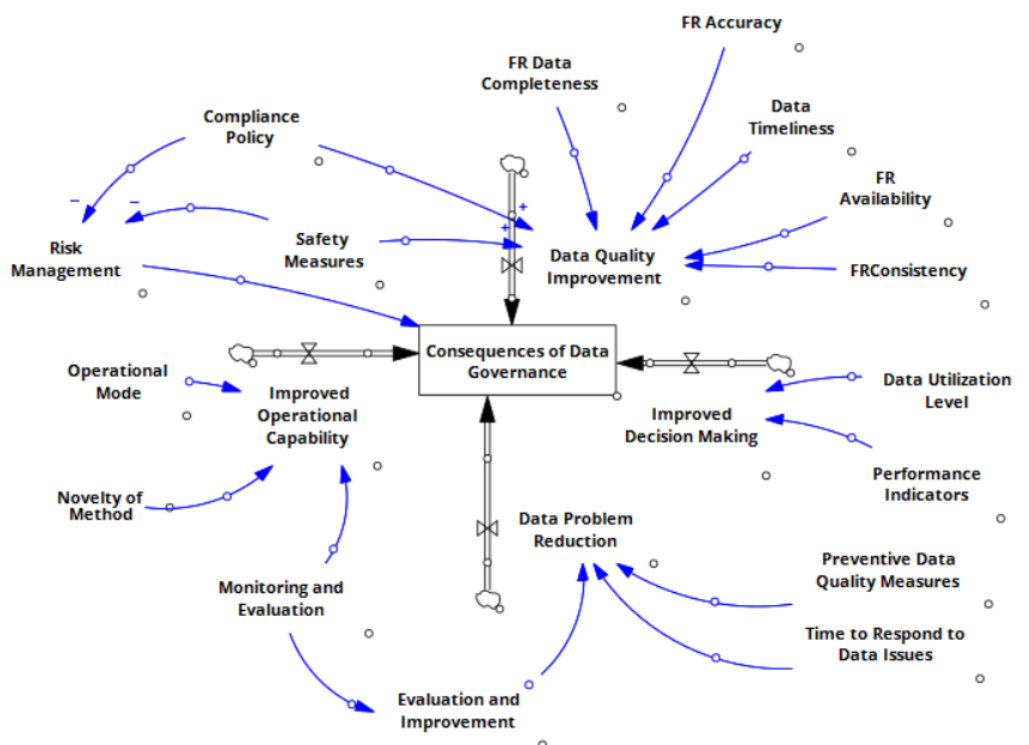 FR Accuracy
FR Data
Completeness
Data
Timeliness
Compliance
Policy
FR
Availability
–
–
+
+
Safety
Measures
Risk
Management
Data Quality
Improvement
FRConsistency
Consequences of Data
Governance
Operational
Mode
Improved
Operational
Capability
Data Utilization
Level
Improved
Decision Making
Performance
Indicators
Novelty of
Method
Data Problem
Reduction
Preventive Data
Quality Measures
Monitoring and
Evaluation
Time to Respond to
Data Issues
Evaluation and
Improvement